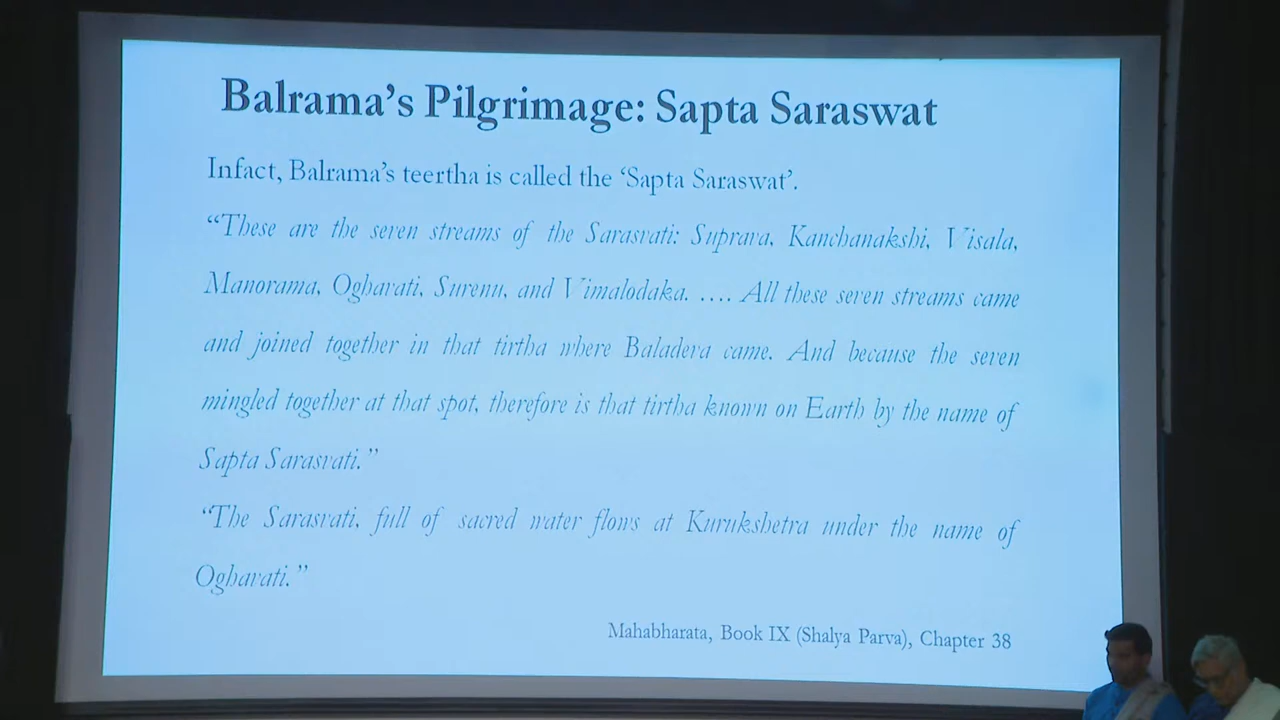 Balrama's Pilgrimage: Sapta Saraswat
Infact, Balrama's teertha is called the 'Sapta Saraswat'.
“These are the seven streams of the Sarasvati: Suprava, Kanchanakshi, Visala,
Manorama, Oghavati, Surenu, and Vimalodaka. …. All these seven streams came
and joined together in that tirtha where Baladeva came. And because the seven
mingled together at that spot, therefore is that tirtha known on Earth by the name of
Sapta Sarasvati.”
“The Sarasvati, full of sacred water flows at Kurukshetra under the name of
Oghavati.”
Mahabharata, Book IX (Shalya Parva), Chapter 38